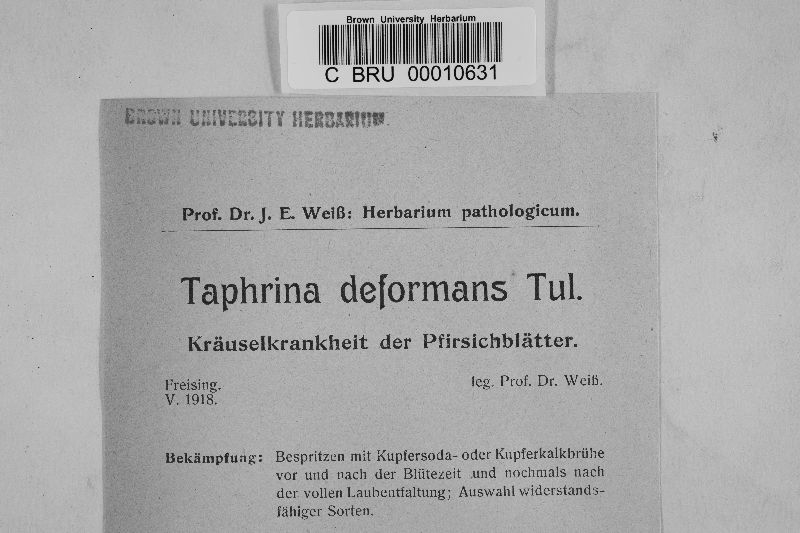 Brown University Herbarium
C BRU 00010631
BROWN UNIVERSITY HERBARIUM
Prof. Dr. J. E. Weiß: Herbarium pathologicum.
Taphrina deformans Tul.
Kräuselkrankheit der Pfirsichblätter.
Freising. leg. Prof. Dr. Weiß.
V. 1918.
Bekämpfung: Bespritzen mit Kupfersoda- oder Kupferkalkbrühe
vor und nach der Blütezeit und nochmals nach
der vollen Laubentfaltung; Auswahl widerstands-
fähiger Sorten.